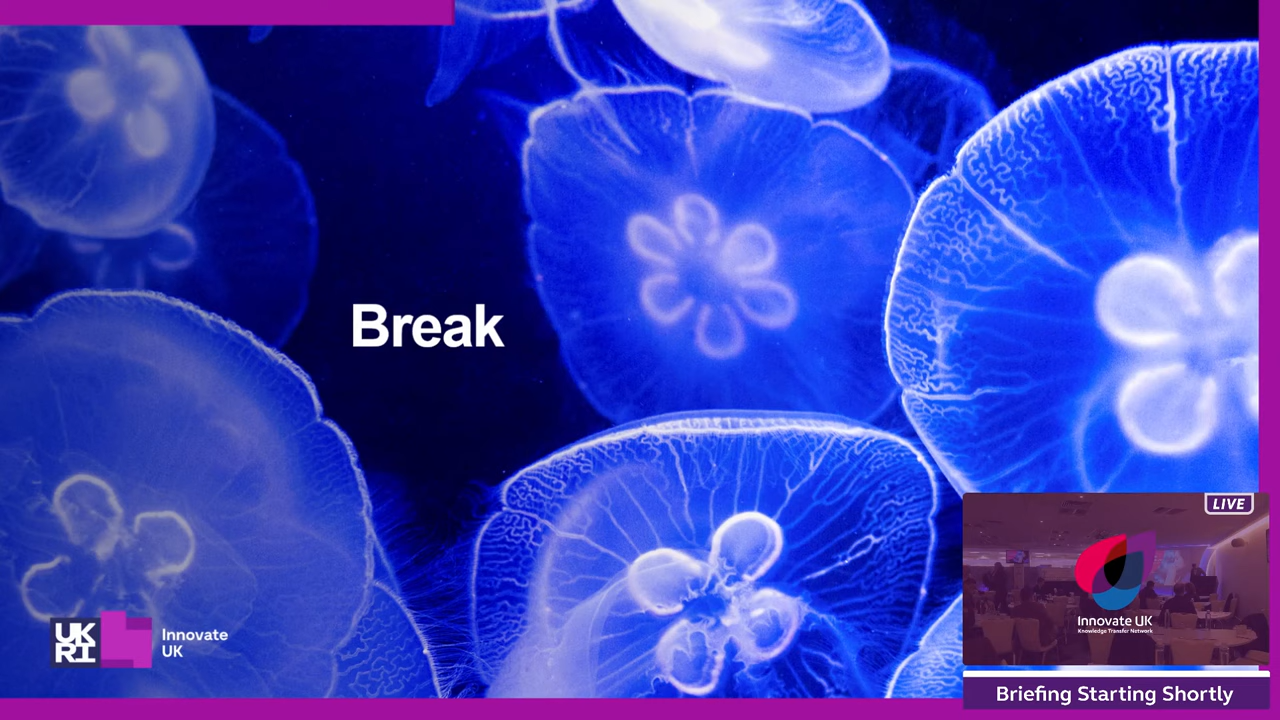 Break
UK
RI
Innovate
UK
LIVE
Innovate UK
Knowledge Transfer Network
Briefing Starting Shortly